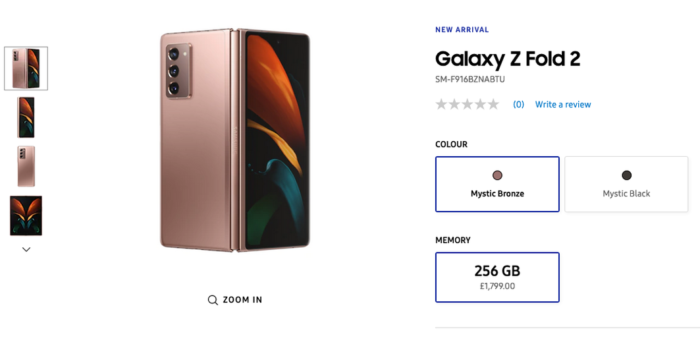 NEW ARRIVAL
Galaxy Z Fold 2
SM-F916BZNABTU
(0) Write a review
COLOUR
Mystic Bronze
Mystic Black
MEMORY
256 GB
£1,799.00
ZOOM IN